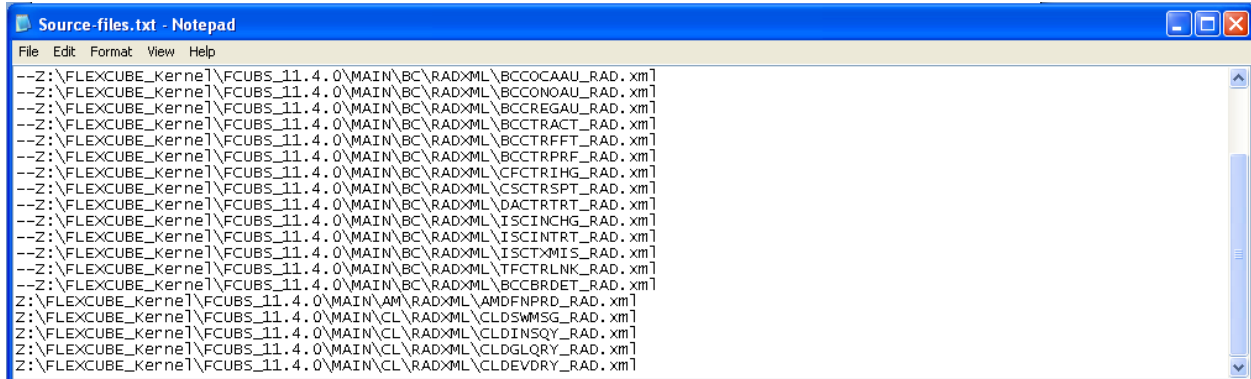 Source-files.txt - Notepad
File Edit Format View Help
--Z:\FLEXCUBE_Kernel\FCUBS_11.4.0\MAIN\BC\RADXML\BCCOCAAU_RAD.xml
--Z:\FLEXCUBE_Kernel\FCUBS_11.4.0\MAIN\BC\RADXML\BCCONOAU_RAD.xml
--Z:\FLEXCUBE_Kernel\FCUBS_11.4.0\MAIN\BC\RADXML\BCCREGAU_RAD.xml
--Z:\FLEXCUBE_Kernel\FCUBS_11.4.0\MAIN\BC\RADXML\BCCTRACT_RAD.xml
--Z:\FLEXCUBE_Kernel\FCUBS_11.4.0\MAIN\BC\RADXML\BCCTRFFT_RAD.xml
--Z:\FLEXCUBE_Kernel\FCUBS_11.4.0\MAIN\BC\RADXML\BCCTRPRF_RAD.xml
--Z:\FLEXCUBE_Kernel\FCUBS_11.4.0\MAIN\BC\RADXML\CFCTRIHG_RAD.xml
--Z:\FLEXCUBE_Kernel\FCUBS_11.4.0\MAIN\BC\RADXML\CSCTRSPT_RAD.xml
--Z:\FLEXCUBE_Kernel\FCUBS_11.4.0\MAIN\BC\RADXML\DACTRTRT_RAD.xml
--Z:\FLEXCUBE_Kernel\FCUBS_11.4.0\MAIN\BC\RADXML\ISCINCHG_RAD.xml
--Z:\FLEXCUBE_Kernel\FCUBS_11.4.0\MAIN\BC\RADXML\ISCINTRT_RAD.xml
--Z:\FLEXCUBE_Kernel\FCUBS_11.4.0\MAIN\BC\RADXML\ISCTXMIS_RAD.xml
--Z:\FLEXCUBE_Kernel\FCUBS_11.4.0\MAIN\BC\RADXML\TFCTRLNK_RAD.xml
--Z:\FLEXCUBE_Kernel\FCUBS_11.4.0\MAIN\BC\RADXML\BCCBRDET_RAD.xml
Z:\FLEXCUBE_Kernel\FCUBS_11.4.0\MAIN\AM\RADXML\AMDFNPRD_RAD.xml
Z:\FLEXCUBE_Kernel\FCUBS_11.4.0\MAIN\CL\RADXML\CLDSWMSG_RAD.xml
Z:\FLEXCUBE_Kernel\FCUBS_11.4.0\MAIN\CL\RADXML\CLDINSQY_RAD.xml
Z:\FLEXCUBE_Kernel\FCUBS_11.4.0\MAIN\CL\RADXML\CLDGLQRY_RAD.xml
Z:\FLEXCUBE_Kernel\FCUBS_11.4.0\MAIN\CL\RADXML\CLDEVDRY_RAD.xml